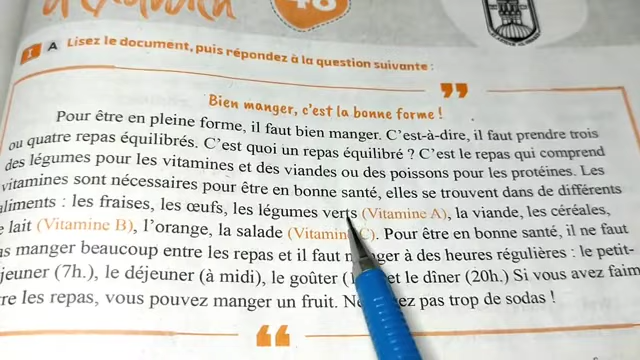 48
I A Lisez le document, puis répondez à la question suivante :
Bien manger, c'est la bonne forme !
Pour être en pleine forme, il faut bien manger. C'est-à-dire, il faut prendre trois
ou quatre repas équilibrés. C'est quoi un repas équilibré ? C'est le repas qui comprend
des légumes pour les vitamines et des viandes ou des poissons pour les protéines. Les
vitamines sont nécessaires pour être en bonne santé, elles se trouvent dans de différents
aliments : les fraises, les œufs, les légumes verts (Vitamine A), la viande, les céréales,
lait (Vitamine B), l'orange, la salade (Vitamine C). Pour être en bonne santé, il ne faut
manger beaucoup entre les repas et il faut manger à des heures régulières : le petit-
jeuner (7h.), le déjeuner (à midi), le goûter et le dîner (20h.) Si vous avez faim
les repas, vous pouvez manger un fruit. pas trop de sodas !